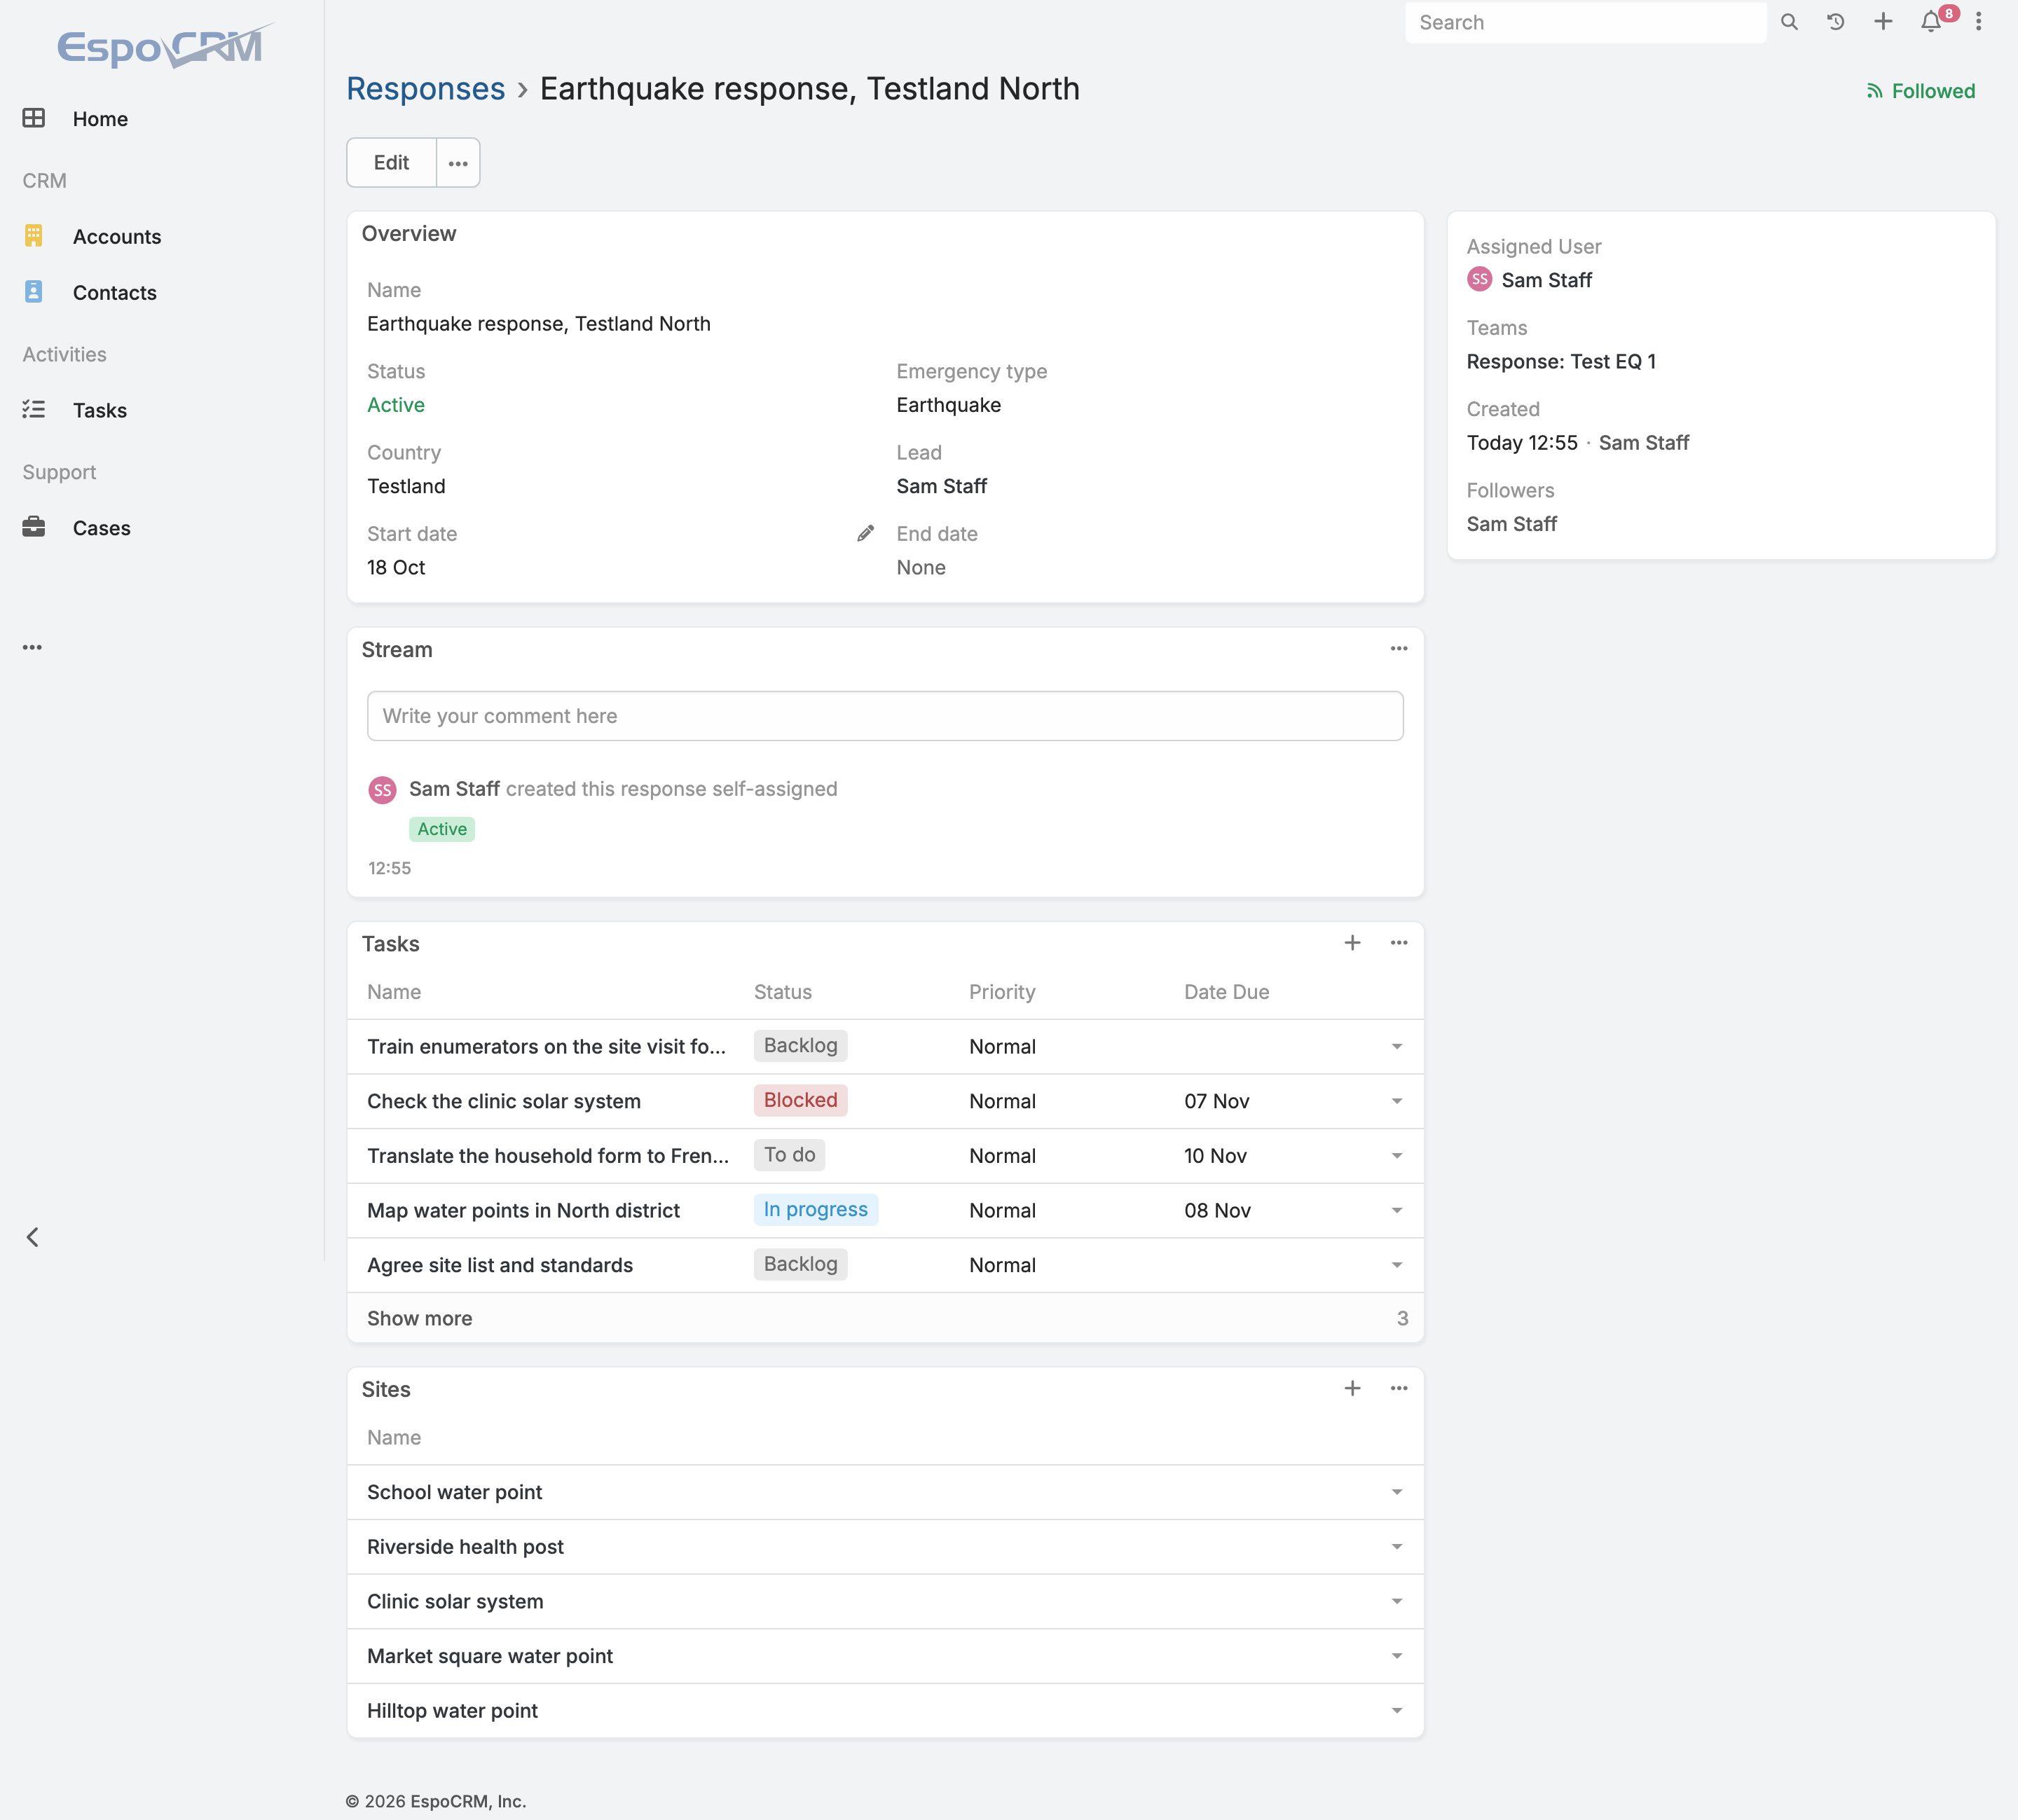 EspoCRM
Search
8
Home
CRM
Accounts
Contacts
Activities
Tasks
Support
Cases
Responses › Earthquake response, Testland North
Followed
Edit
Overview
Name
Earthquake response, Testland North
Status
Emergency type
Active
Earthquake
Country
Lead
Testland
Sam Staff
Start date
End date
18 Oct
None
Assigned User
SS Sam Staff
Teams
Response: Test EQ 1
Created
Today 12:55 · Sam Staff
Followers
Sam Staff
Stream
Write your comment here
SS Sam Staff created this response self-assigned
Active
12:55
Tasks
Name Status Priority Date Due
Train enumerators on the site visit fo... Backlog Normal
Check the clinic solar system Blocked Normal 07 Nov
Translate the household form to Fren... To do Normal 10 Nov
Map water points in North district In progress Normal 08 Nov
Agree site list and standards Backlog Normal
Show more 3
Sites
Name
School water point
Riverside health post
Clinic solar system
Market square water point
Hilltop water point
© 2026 EspoCRM, Inc.